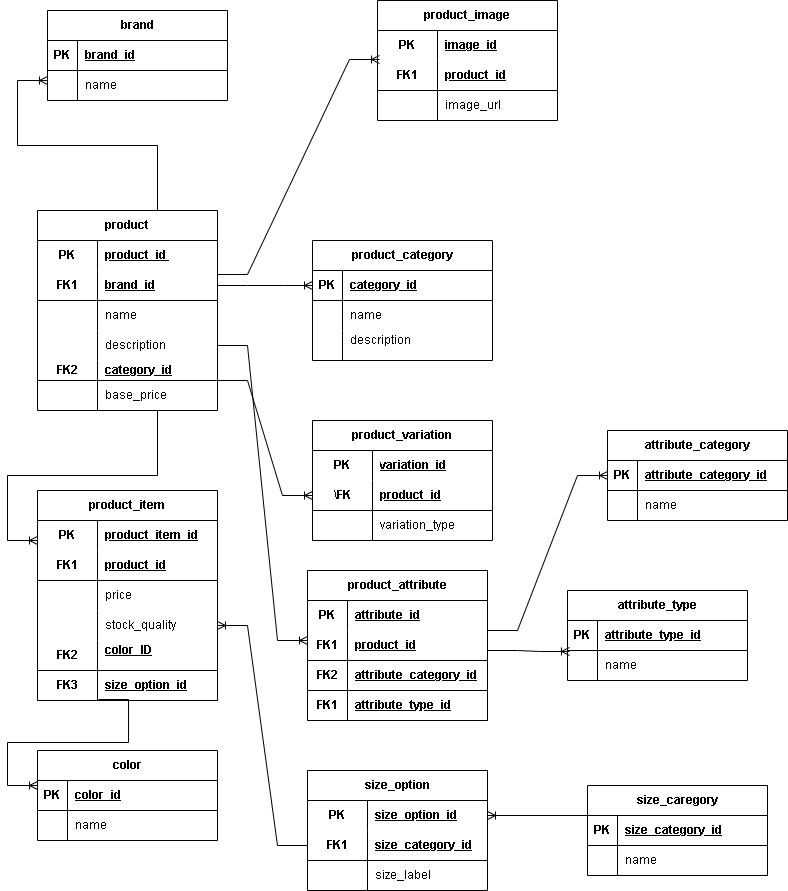 brand
PK brand_id
name
product_image
PK image_id
FK1 product_id
image_url
product
PK product_id
FK1 brand_id
name
description
FK2 category_id
base_price
product_category
PK category_id
name
description
product_variation
PK variation_id
\FK product_id
variation_type
attribute_category
PK attribute_category_id
name
product_item
PK product_item_id
FK1 product_id
price
stock_quality
FK2 color_ID
FK3 size_option_id
product_attribute
PK attribute_id
FK1 product_id
FK2 attribute_category_id
FK1 attribute_type_id
attribute_type
PK attribute_type_id
name
color
PK color_id
name
size_option
PK size_option_id
FK1 size_category_id
size_label
size_caregory
PK size_category_id
name